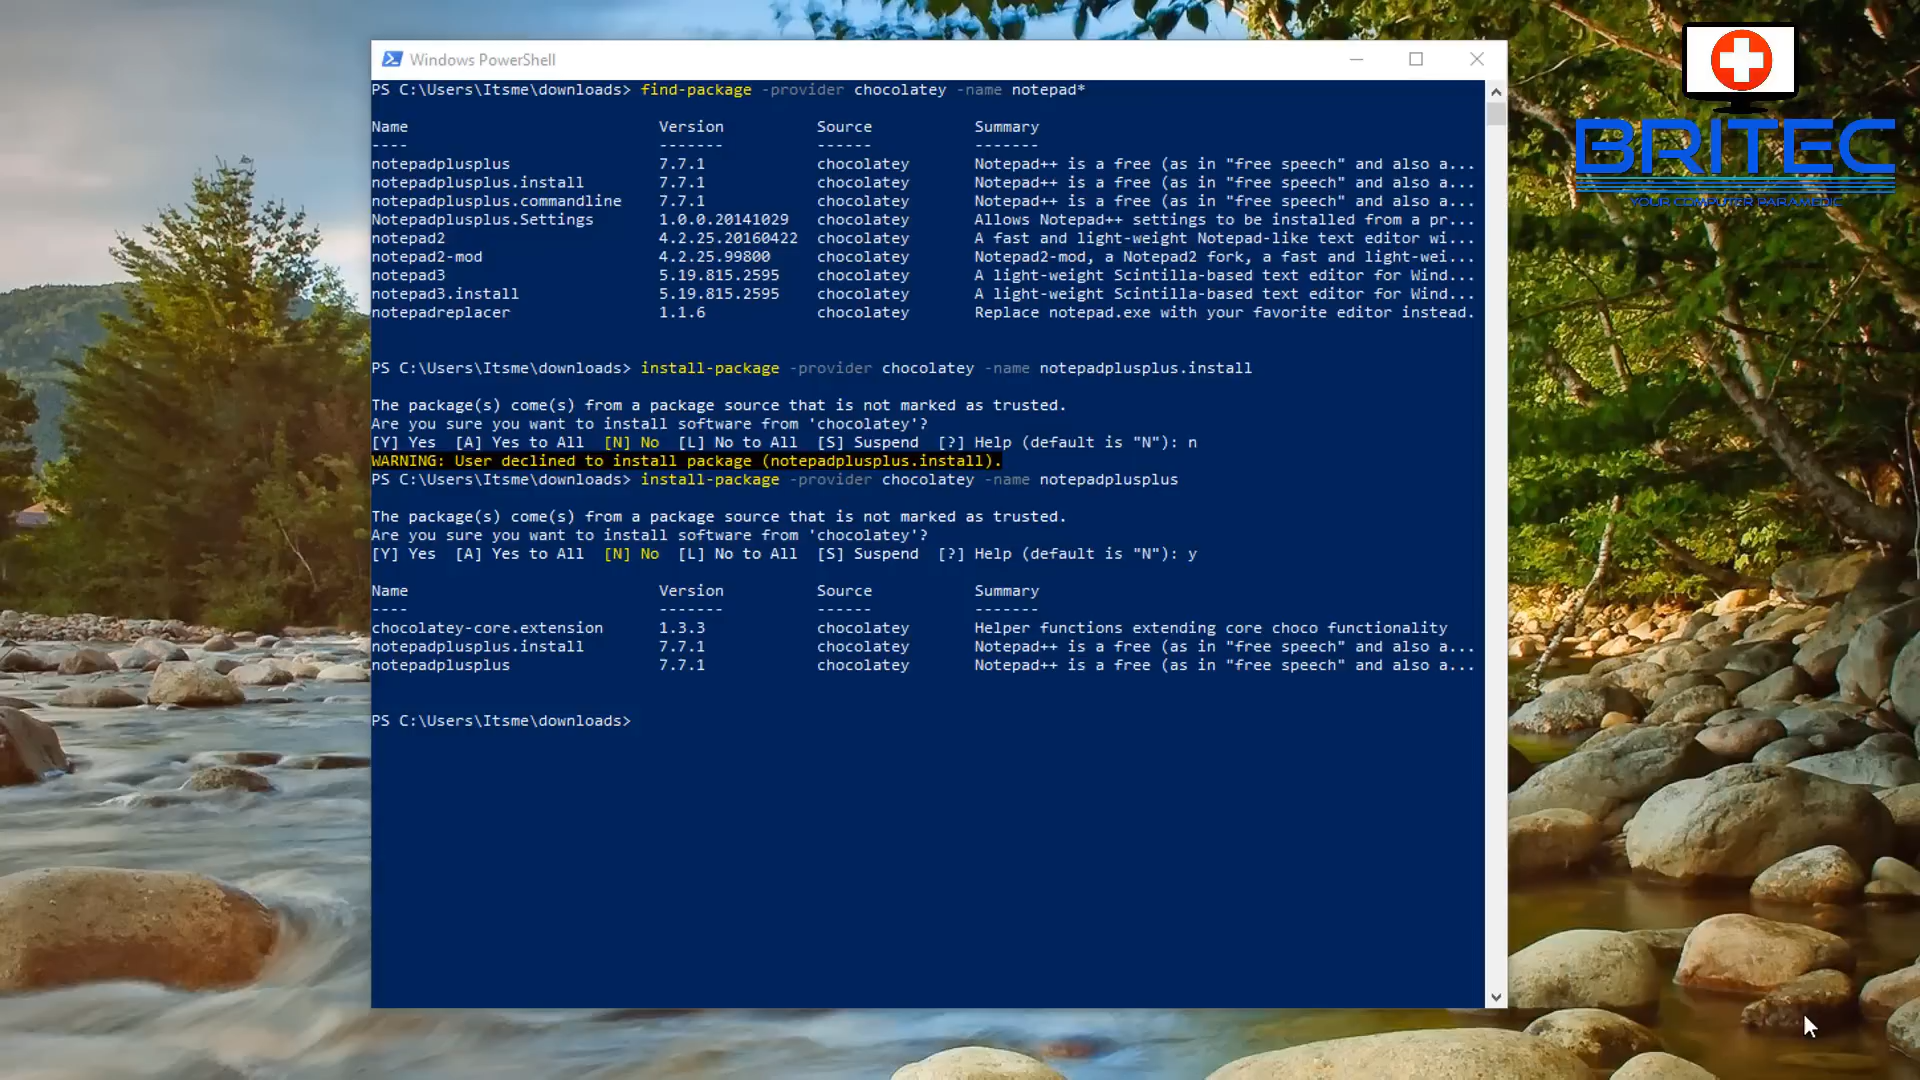 Windows PowerShell
PS C:\Users\Itsme\downloads> find-package -provider chocolatey -name notepad*
Name Version Source Summary
---- ------- ------ -------
notepadplusplus 7.7.1 chocolatey Notepad++ is a free (as in "free speech" and also a...
notepadplusplus.install 7.7.1 chocolatey Notepad++ is a free (as in "free speech" and also a...
notepadplusplus.commandline 7.7.1 chocolatey Notepad++ is a free (as in "free speech" and also a...
Notepadplusplus.Settings 1.0.0.20141029 chocolatey Allows Notepad++ settings to be installed from a pr...
notepad2 4.2.25.20160422 chocolatey A fast and light-weight Notepad-like text editor wi...
notepad2-mod 4.2.25.99800 chocolatey Notepad2-mod, a Notepad2 fork, a fast and light-wei...
notepad3 5.19.815.2595 chocolatey A light-weight Scintilla-based text editor for Wind...
notepad3.install 5.19.815.2595 chocolatey A light-weight Scintilla-based text editor for Wind...
notepadreplacer 1.1.6 chocolatey Replace notepad.exe with your favorite editor instead.
PS C:\Users\Itsme\downloads> install-package -provider chocolatey -name notepadplusplus.install
The package(s) come(s) from a package source that is not marked as trusted.
Are you sure you want to install software from 'chocolatey'?
[Y] Yes [A] Yes to All [N] No [L] No to All [S] Suspend [?] Help (default is "N"): n
WARNING: User declined to install package (notepadplusplus.install).
PS C:\Users\Itsme\downloads> install-package -provider chocolatey -name notepadplusplus
The package(s) come(s) from a package source that is not marked as trusted.
Are you sure you want to install software from 'chocolatey'?
[Y] Yes [A] Yes to All [N] No [L] No to All [S] Suspend [?] Help (default is "N"): y
Name Version Source Summary
---- ------- ------ -------
chocolatey-core.extension 1.3.3 chocolatey Helper functions extending core choco functionality
notepadplusplus.install 7.7.1 chocolatey Notepad++ is a free (as in "free speech" and also a...
notepadplusplus 7.7.1 chocolatey Notepad++ is a free (as in "free speech" and also a...
PS C:\Users\Itsme\downloads>
BRITEC
YOUR COMPUTER PARAMEDIC